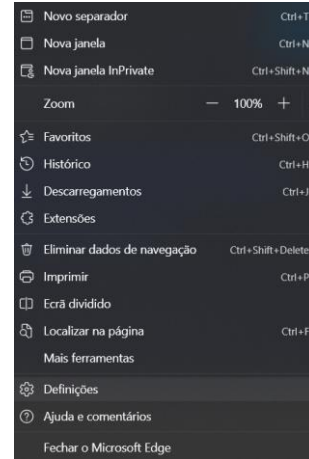 Novo separador Ctrl+T
Nova janela Ctrl+N
Nova janela InPrivate Ctrl+Shift+N
Zoom — 100% +
Favoritos Ctrl+Shift+O
Histórico Ctrl+H
Descarregamentos Ctrl+J
Extensões
Eliminar dados de navegação Ctrl+Shift+Delete
Imprimir Ctrl+P
Ecrã dividido
Localizar na página Ctrl+F
Mais ferramentas
Definições
Ajuda e comentários
Fechar o Microsoft Edge